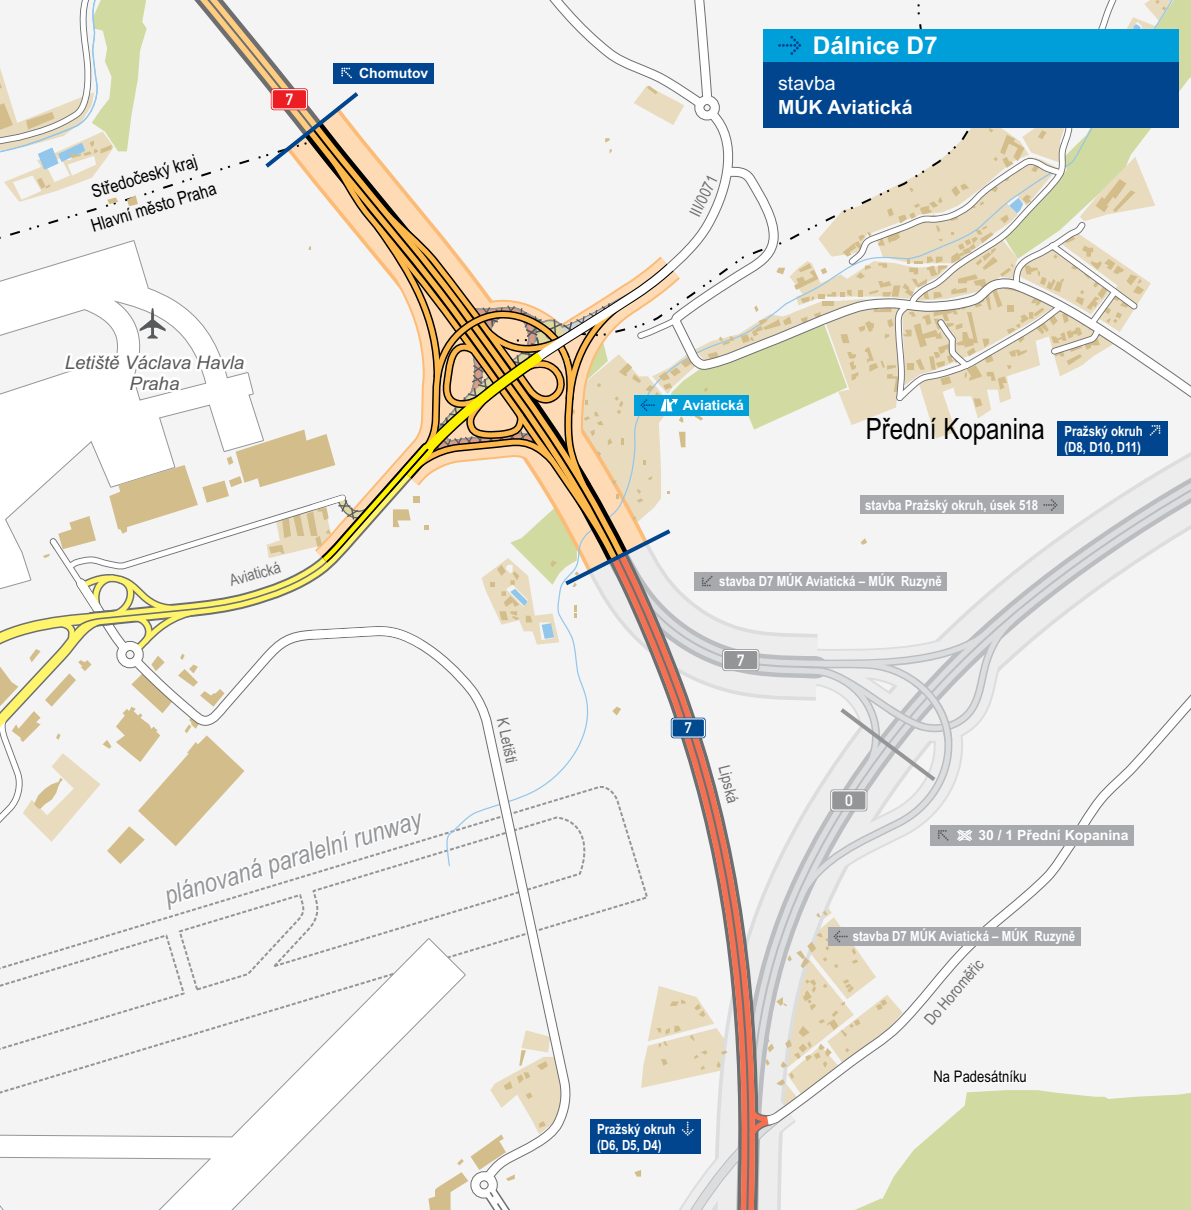 Dálnice D7
stavba
MÚK Aviatická
Chomutov
7
Středočeský kraj
Hlavní město Praha
III/0071
Letiště Václava Havla
Praha
Aviatická
Přední Kopanina
Pražský okruh
(D8, D10, D11)
stavba Pražský okruh, úsek 518
Aviatická
stavba D7 MÚK Aviatická – MÚK Ruzyně
7
7
K Letišti
Lipská
0
plánovaná paralelní runway
30 / 1 Přední Kopanina
stavba D7 MÚK Aviatická – MÚK Ruzyně
Do Horoměřic
Na Padesátníku
Pražský okruh
(D6, D5, D4)